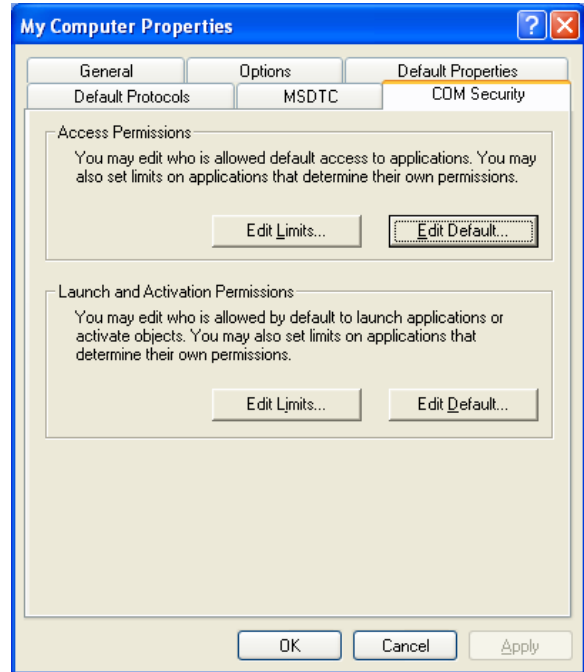 My Computer Properties
General Options Default Properties
Default Protocols MSDTC COM Security
Access Permissions
You may edit who is allowed default access to applications. You may
also set limits on applications that determine their own permissions.
Edit Limits... Edit Default...
Launch and Activation Permissions
You may edit who is allowed by default to launch applications or
activate objects. You may also set limits on applications that
determine their own permissions.
Edit Limits... Edit Default...
OK Cancel Apply